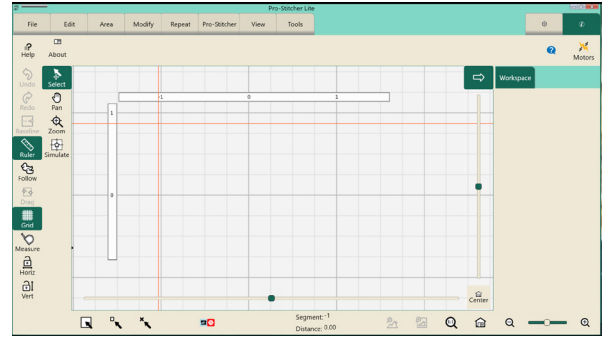 Pro-Stitcher Lite
File Edit Area Modify Repeat Pro-Stitcher View Tools
Help About
Motors
Undo Select
Workspace
Redo Pan
Baseline Zoom
Ruler Simulate
Follow
Drag
Grid
Measure
Horiz
Vert
-1 0 1
1
0
Center
Segment: -1
Distance: 0.00
1:1